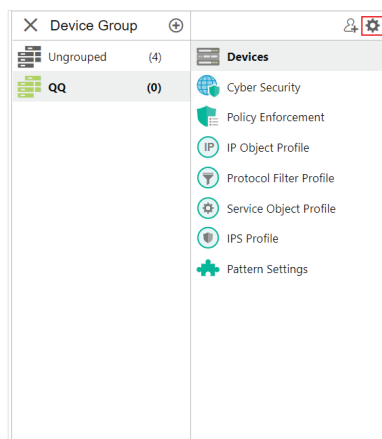 Device Group
Ungrouped (4)
QQ (0)
Devices
Cyber Security
Policy Enforcement
IP IP Object Profile
Protocol Filter Profile
Service Object Profile
IPS Profile
Pattern Settings